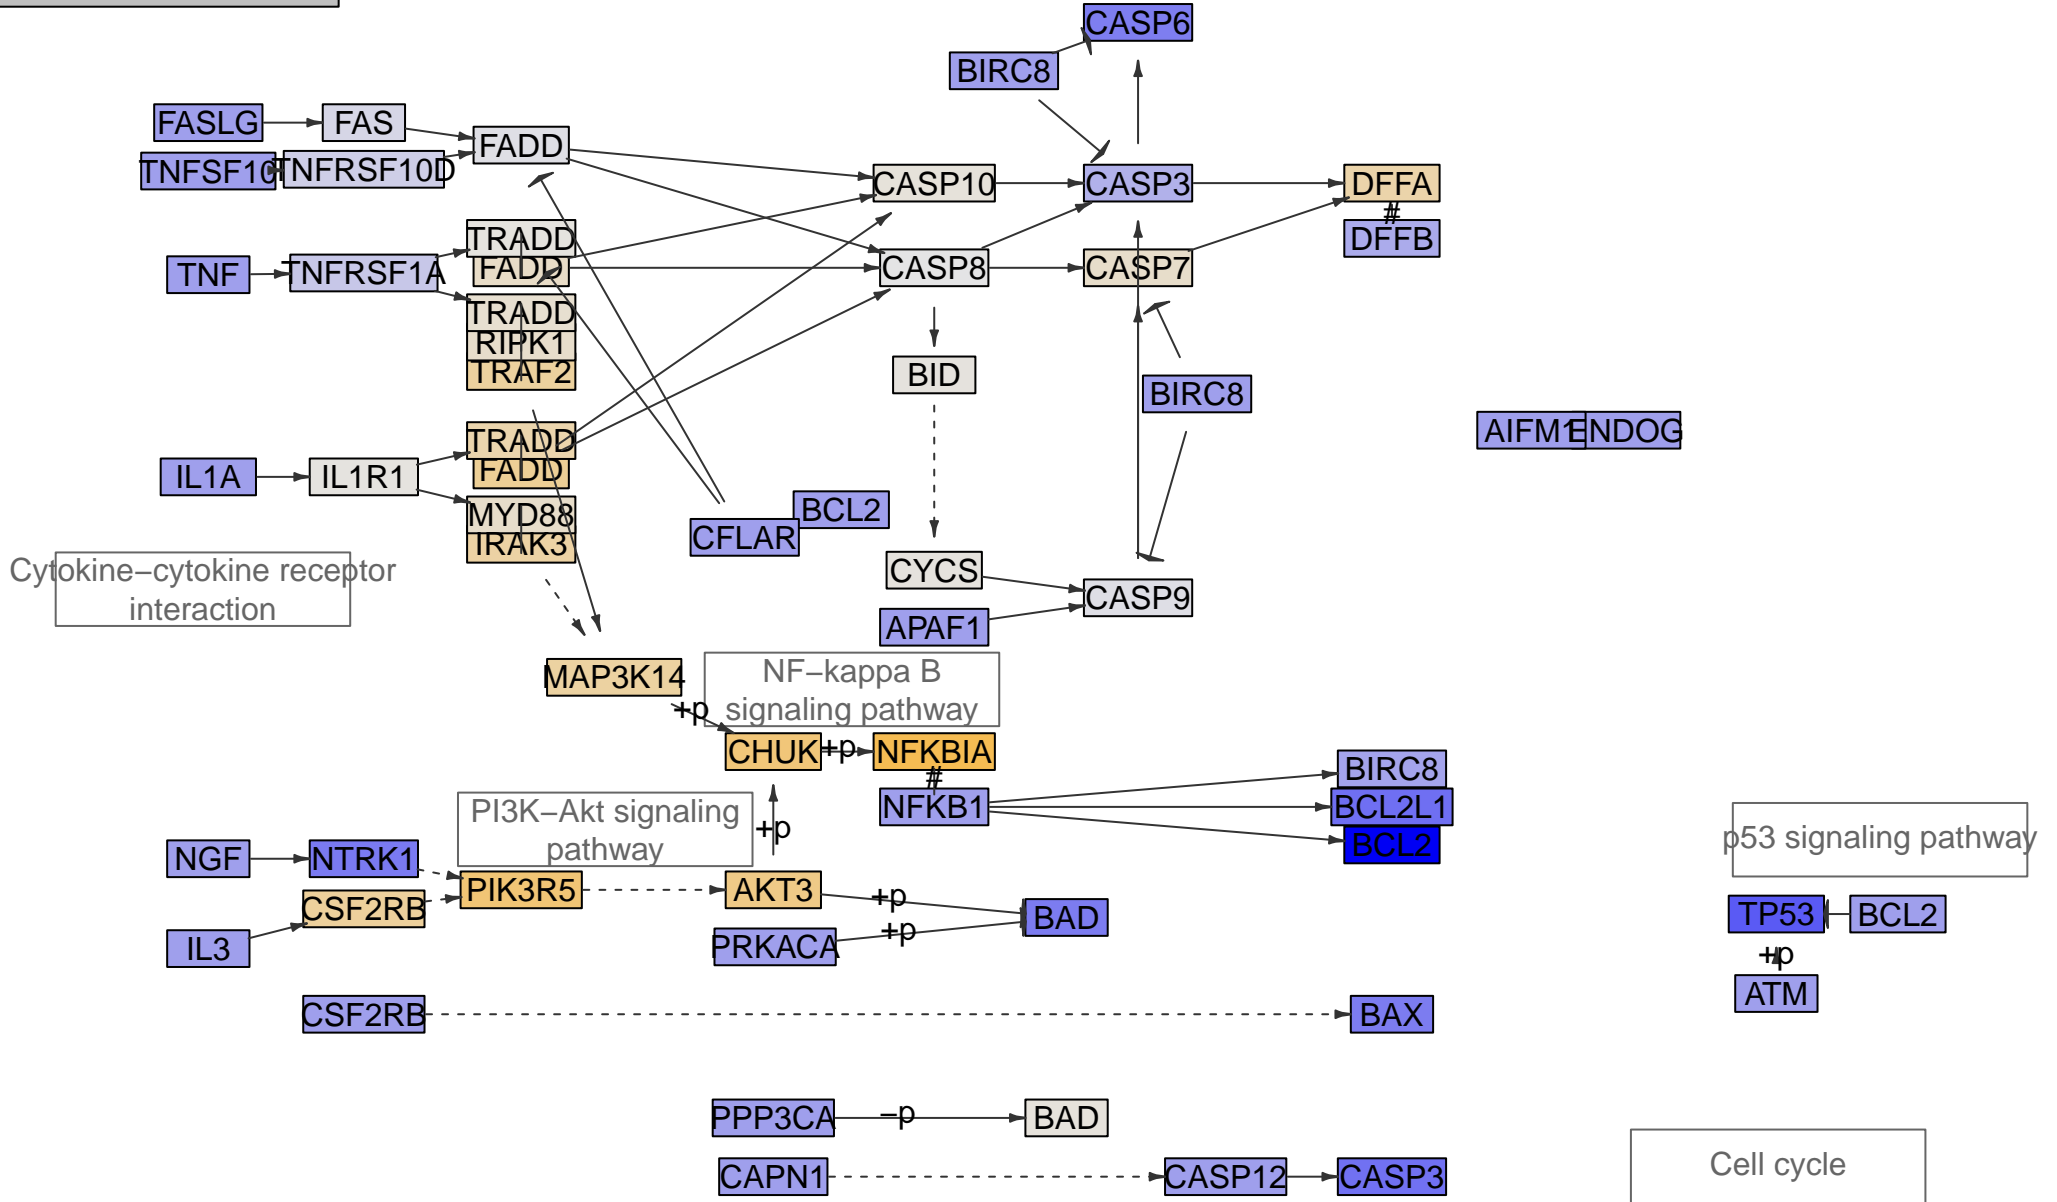 CASP6
BIRC8
FASLG
FAS
FADD
TNFSF10
TNFRSF10D
CASP10
CASP3
DFFA
#
DFFB
TRADD
FADD
TNF
TNFRSF1A
CASP8
CASP7
TRADD
RIPK1
TRAF2
BID
BIRC8
AIFM1
ENDOG
TRADD
FADD
IL1A
IL1R1
MYD88
IRAK3
BCL2
CFLAR
Cytokine–cytokine receptor
interaction
CYCS
CASP9
APAF1
MAP3K14
NF–kappa B
signaling pathway
+p
CHUK
+p
NFKBIA
#
NFKB1
BIRC8
BCL2L1
BCL2
PI3K–Akt signaling
pathway
+p
p53 signaling pathway
NGF
NTRK1
PIK3R5
AKT3
+p
CSF2RB
BAD
TP53
BCL2
IL3
PRKACA
+p
+p
ATM
CSF2RB
BAX
PPP3CA
–p
BAD
CAPN1
CASP12
CASP3
Cell cycle